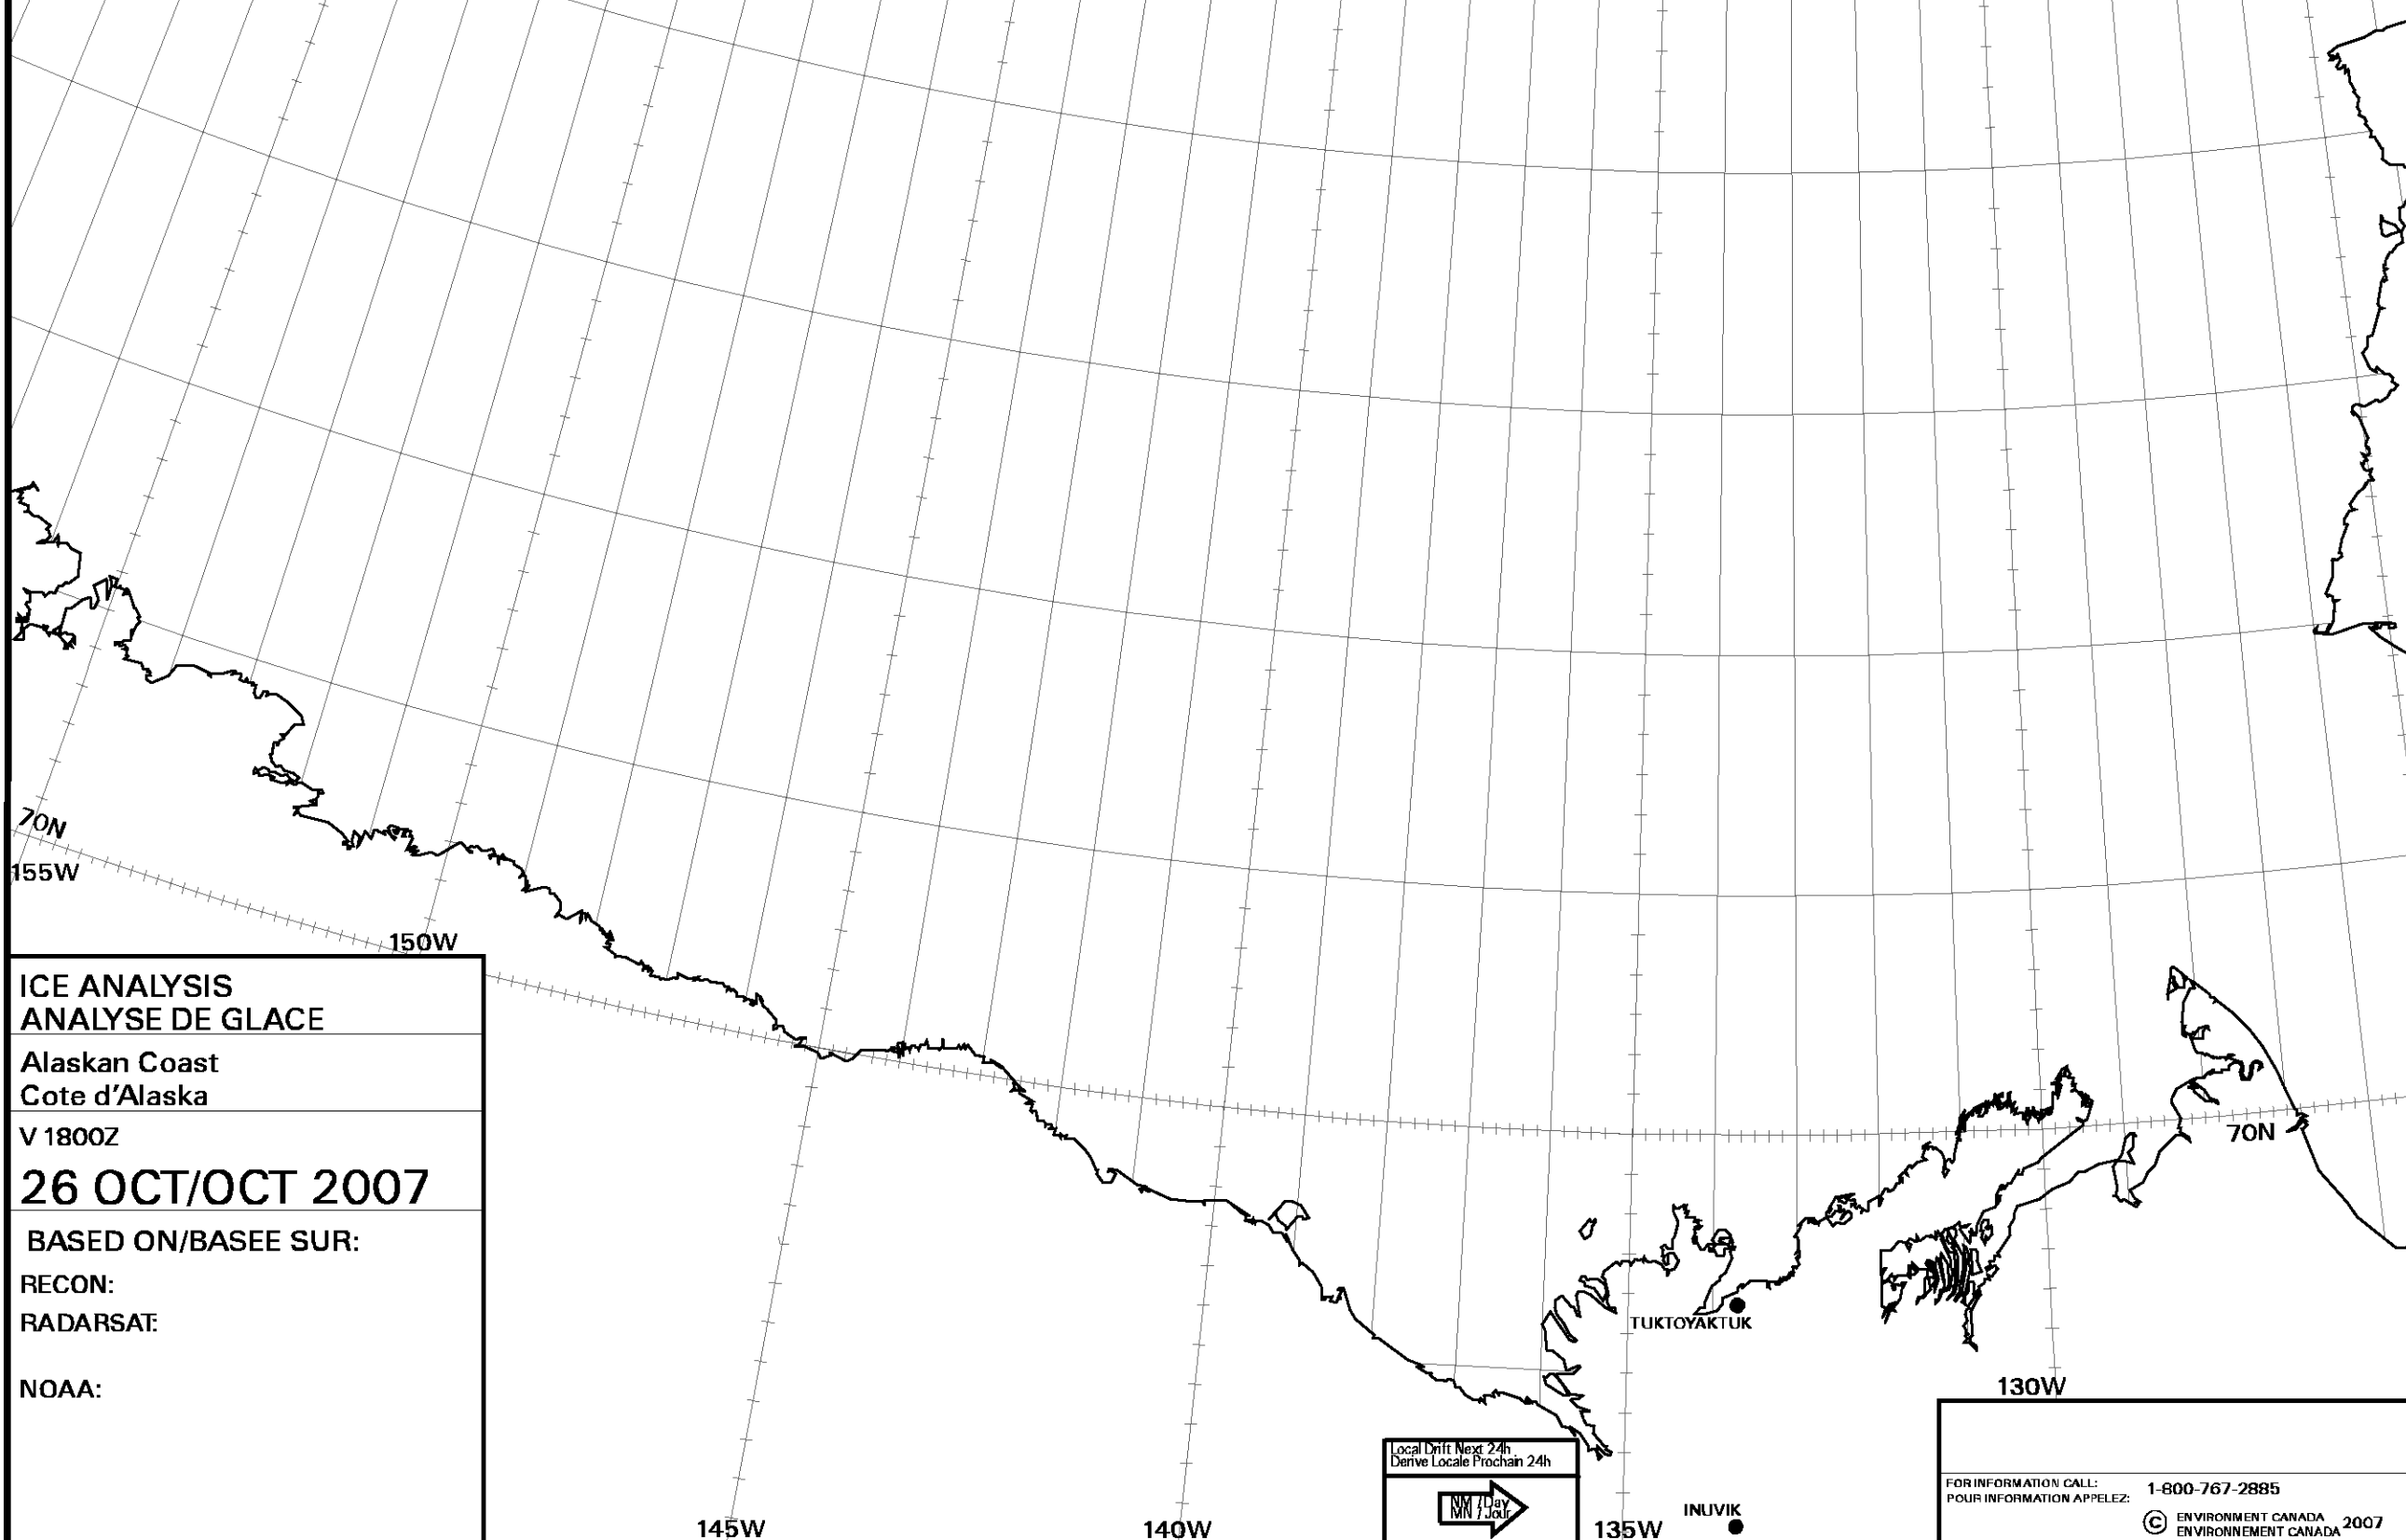 70N
155W
150W
ICE ANALYSIS
ANALYSE DE GLACE
Alaskan Coast
Cote d'Alaska
V 1800Z
26 OCT/OCT 2007
BASED ON/BASEE SUR:
RECON:
RADARSAT:
NOAA:
70N
TUKTOYAKTUK
130W
Local Drift Next 24h
Derive Locale Prochain 24h
NM / Day
MN / Jour
INUVIK
145W
140W
135W
FOR INFORMATION CALL: 1-800-767-2885
POUR INFORMATION APPELEZ:
© ENVIRONMENT CANADA 2007
ENVIRONNEMENT CANADA